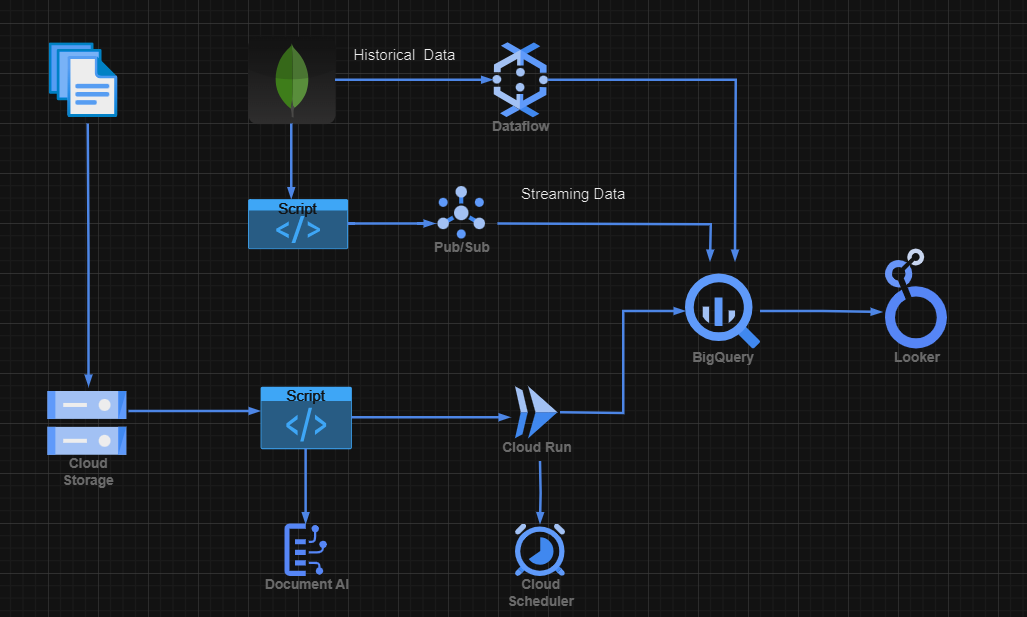 Historical  Data
Dataflow
Streaming Data
Script
</>
Pub/Sub
BigQuery
Looker
Script
</>
Cloud Run
Cloud
Storage
Document AI
Cloud
Scheduler